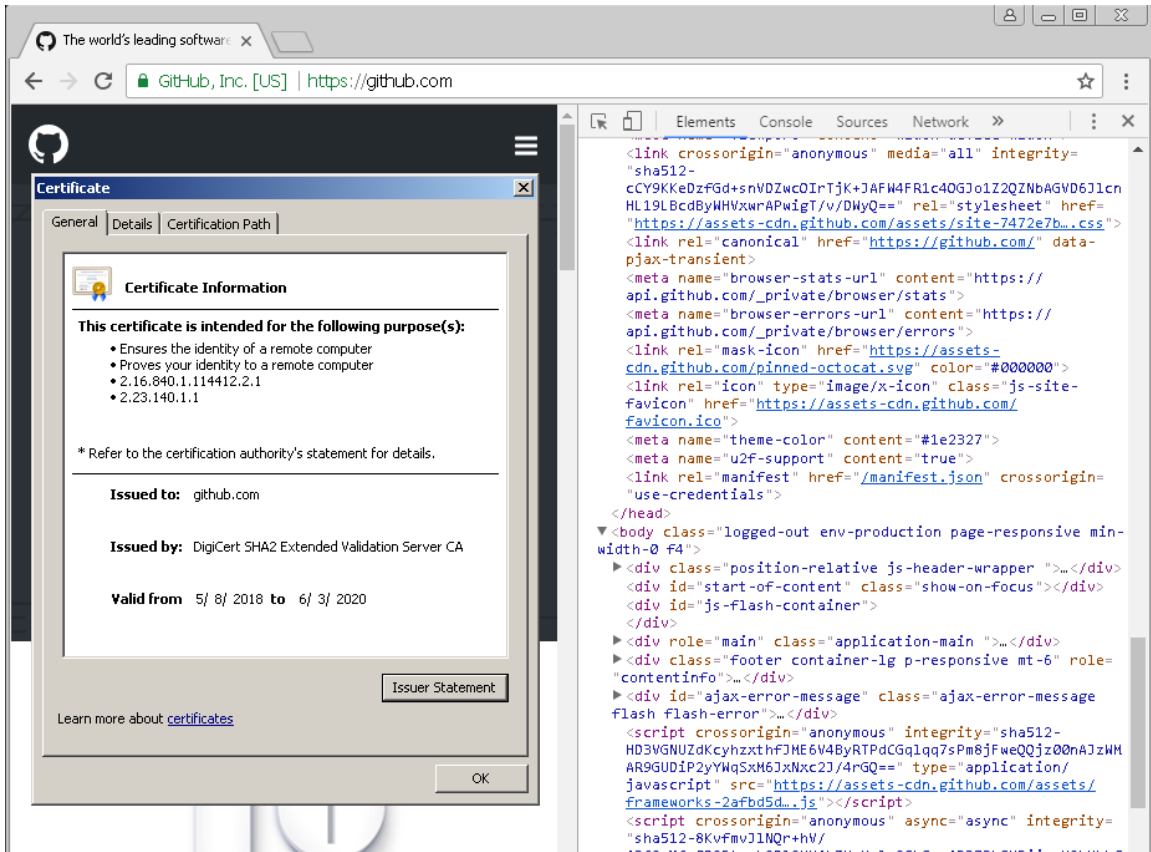 The world's leading software
GitHub, Inc. [US] | https://github.com
Certificate
General Details Certification Path
Certificate Information
This certificate is intended for the following purpose(s):
• Ensures the identity of a remote computer
• Proves your identity to a remote computer
• 2.16.840.1.114412.2.1
• 2.23.140.1.1
* Refer to the certification authority's statement for details.
Issued to: github.com
Issued by: DigiCert SHA2 Extended Validation Server CA
Valid from 5/ 8/ 2018 to 6/ 3/ 2020
Issuer Statement
Learn more about certificates
OK
Elements Console Sources Network »
<link crossorigin="anonymous" media="all" integrity=
"sha512-
cCY9KKeDzfGd+snVDZwcOIrTjK+JAFW4FR1c4OGJo1Z2QZNbAGVD6Jlcn
HL19LBcdByWHVxwrAPwigT/v/DWyQ==" rel="stylesheet" href=
"https://assets-cdn.github.com/assets/site-7472e7b….css">
<link rel="canonical" href="https://github.com/" data-
pjax-transient>
<meta name="browser-stats-url" content="https://
api.github.com/_private/browser/stats">
<meta name="browser-errors-url" content="https://
api.github.com/_private/browser/errors">
<link rel="mask-icon" href="https://assets-
cdn.github.com/pinned-octocat.svg" color="#000000">
<link rel="icon" type="image/x-icon" class="js-site-
favicon" href="https://assets-cdn.github.com/
favicon.ico">
<meta name="theme-color" content="#1e2327">
<meta name="u2f-support" content="true">
<link rel="manifest" href="/manifest.json" crossorigin=
"use-credentials">
</head>
▼<body class="logged-out env-production page-responsive min-
width-0 f4">
▶<div class="position-relative js-header-wrapper ">…</div>
<div id="start-of-content" class="show-on-focus"></div>
<div id="js-flash-container">
</div>
▶<div role="main" class="application-main ">…</div>
▶<div class="footer container-lg p-responsive mt-6" role=
"contentinfo">…</div>
▶<div id="ajax-error-message" class="ajax-error-message
flash flash-error">…</div>
<script crossorigin="anonymous" integrity="sha512-
HD3VGNUZdKcyhzxthfJME6V4ByRTPdCGqlqq7sPm8jFweQQjz00nAJzWM
AR9GUDiP2yYWqSxM6JxNxc2J/4rGQ==" type="application/
javascript" src="https://assets-cdn.github.com/assets/
frameworks-2afbd5d….js"></script>
<script crossorigin="anonymous" async="async" integrity=
"sha512-8KvfmvJlNQr+hV/